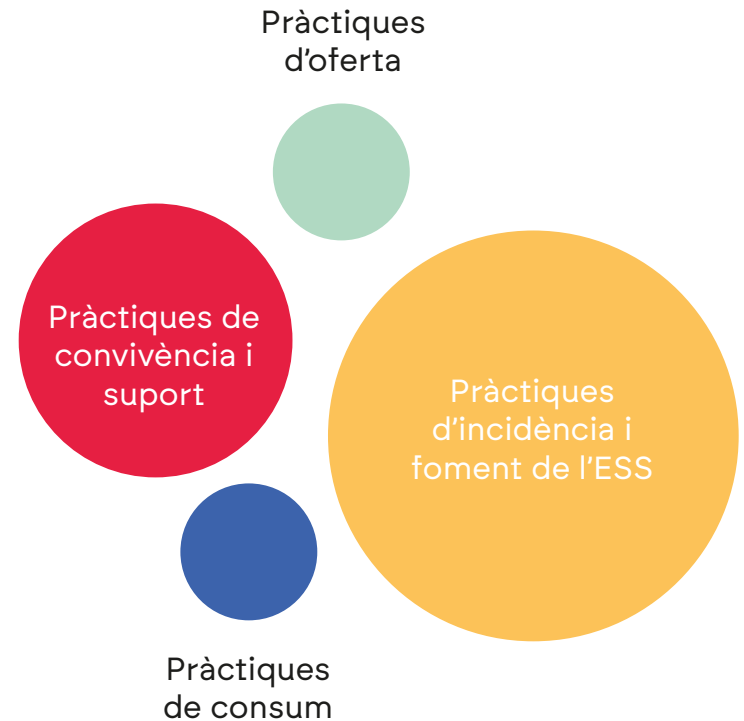 Pràctiques
d'oferta
Pràctiques de
convivència i
suport
Pràctiques
d'incidència i
foment de l'ESS
Pràctiques
de consum